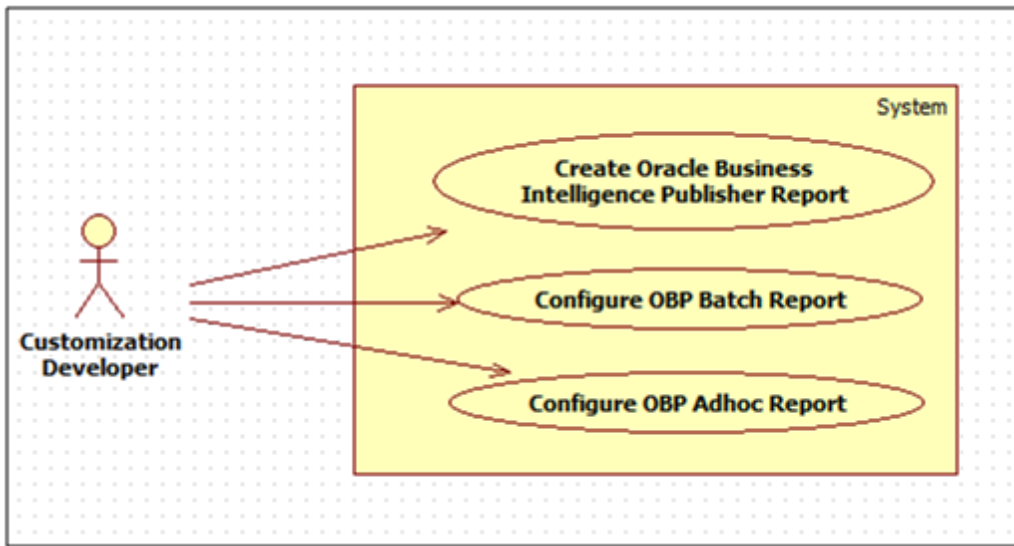 System
Create Oracle Business
Intelligence Publisher Report
Configure OBP Batch Report
Configure OBP Adhoc Report
Customization
Developer